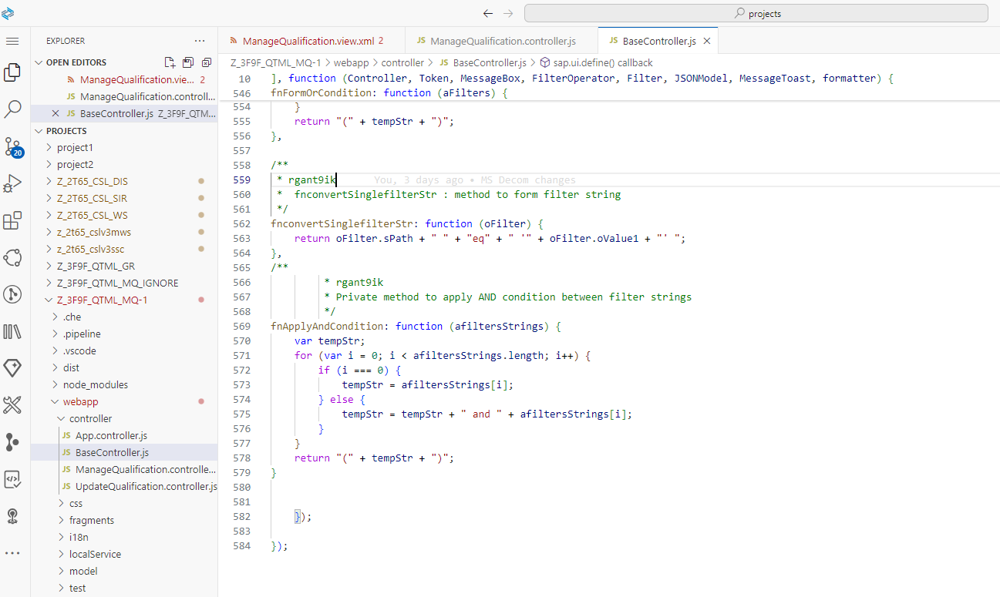 projects
EXPLORER
OPEN EDITORS
ManageQualification.vie... 2
JS ManageQualification.controll...
JS BaseController.js Z_3F9F_QTM...
PROJECTS
project1
project2
Z_2T65_CSL_DIS
Z_2T65_CSL_SIR
Z_2T65_CSL_WS
z_2t65_cslv3mws
z_2t65_cslv3ssc
Z_3F9F_QTML_GR
Z_3F9F_QTML_MQ_IGNORE
Z_3F9F_QTML_MQ-1
.che
.pipeline
.vscode
dist
node_modules
webapp
controller
JS App.controller.js
JS BaseController.js
JS ManageQualification.controlle...
JS UpdateQualification.controller.js
css
fragments
i18n
localService
model
test
20
ManageQualification.view.xml 2
JS ManageQualification.controller.js
JS BaseController.js
Z_3F9F_QTML_MQ-1 > webapp > controller > JS BaseController.js > sap.ui.define() callback
10 ], function (Controller, Token, MessageBox, FilterOperator, Filter, JSONModel, MessageToast, formatter) {
546 fnFormOrCondition: function (aFilters) {
554 }
555 return "(" + tempStr + ")";
556 },
557
558 /**
559 * rgant9ik You, 3 days ago • MS Decom changes
560 * fnconvertSinglefilterStr : method to form filter string
561 */
562 fnconvertSinglefilterStr: function (oFilter) {
563 return oFilter.sPath + " " + "eq" + " '" + oFilter.oValue1 + "' ";
564 },
565 /**
566 * rgant9ik
567 * Private method to apply AND condition between filter strings
568 */
569 fnApplyAndCondition: function (afiltersStrings) {
570 var tempStr;
571 for (var i = 0; i < afiltersStrings.length; i++) {
572 if (i === 0) {
573 tempStr = afiltersStrings[i];
574 } else {
575 tempStr = tempStr + " and " + afiltersStrings[i];
576 }
577 }
578 return "(" + tempStr + ")";
579 }
580
581
582 });
583
584 });